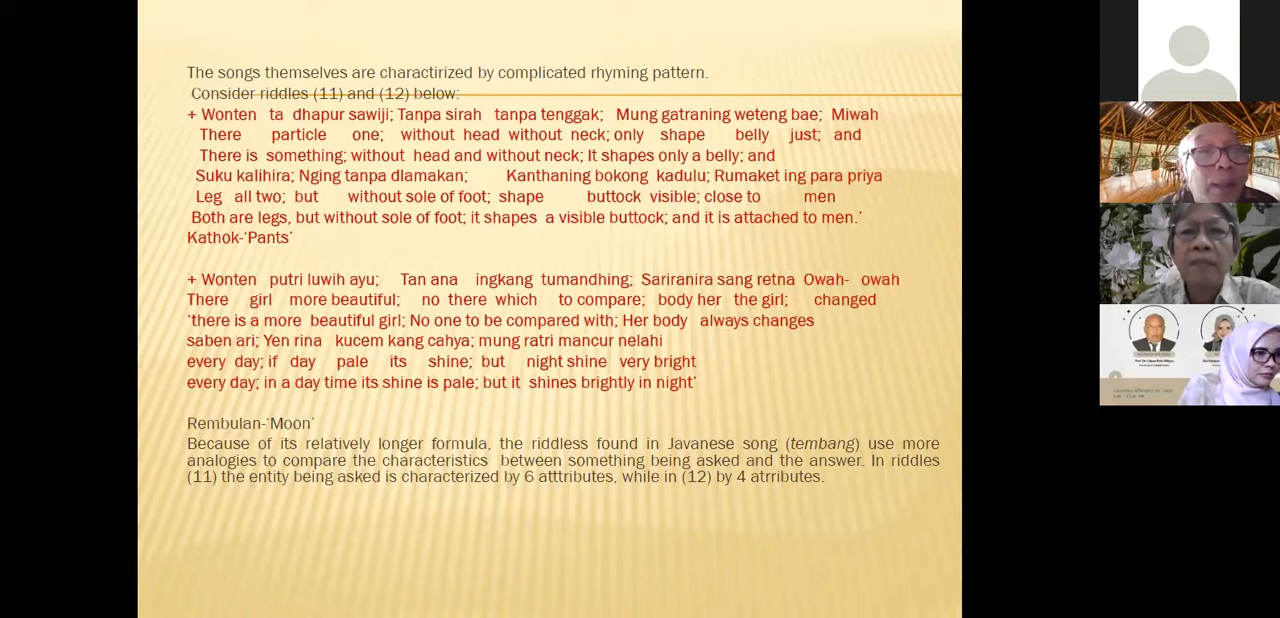 The songs themselves are charactirized by complicated rhyming pattern.
Consider riddles (11) and (12) below:
+ Wonten ta dhapur sawiji; Tanpa sirah tanpa tenggak; Mung gatraning weteng bae; Miwah
There particle one; without head without neck; only shape belly just; and
There is something; without head and without neck; It shapes only a belly; and
Suku kalihira; Nging tanpa dlamakan; Kanthaning bokong kadulu; Rumaket ing para priya
Leg all two; but without sole of foot; shape buttock visible; close to men
Both are legs, but without sole of foot; it shapes a visible buttock; and it is attached to men.’
Kathok-‘Pants’
+ Wonten putri luwih ayu; Tan ana ingkang tumandhing; Sariranira sang retna Owah- owah
There girl more beautiful; no there which to compare; body her the girl; changed
‘there is a more beautiful girl; No one to be compared with; Her body always changes
saben ari; Yen rina kucem kang cahya; mung ratri mancur nelahi
every day; if day pale its shine; but night shine very bright
every day; in a day time its shine is pale; but it shines brightly in night’
Rembulan-‘Moon’
Because of its relatively longer formula, the riddless found in Javanese song (tembang) use more
analogies to compare the characteristics between something being asked and the answer. In riddles
(11) the entity being asked is characterized by 6 atttributes, while in (12) by 4 atrributes.